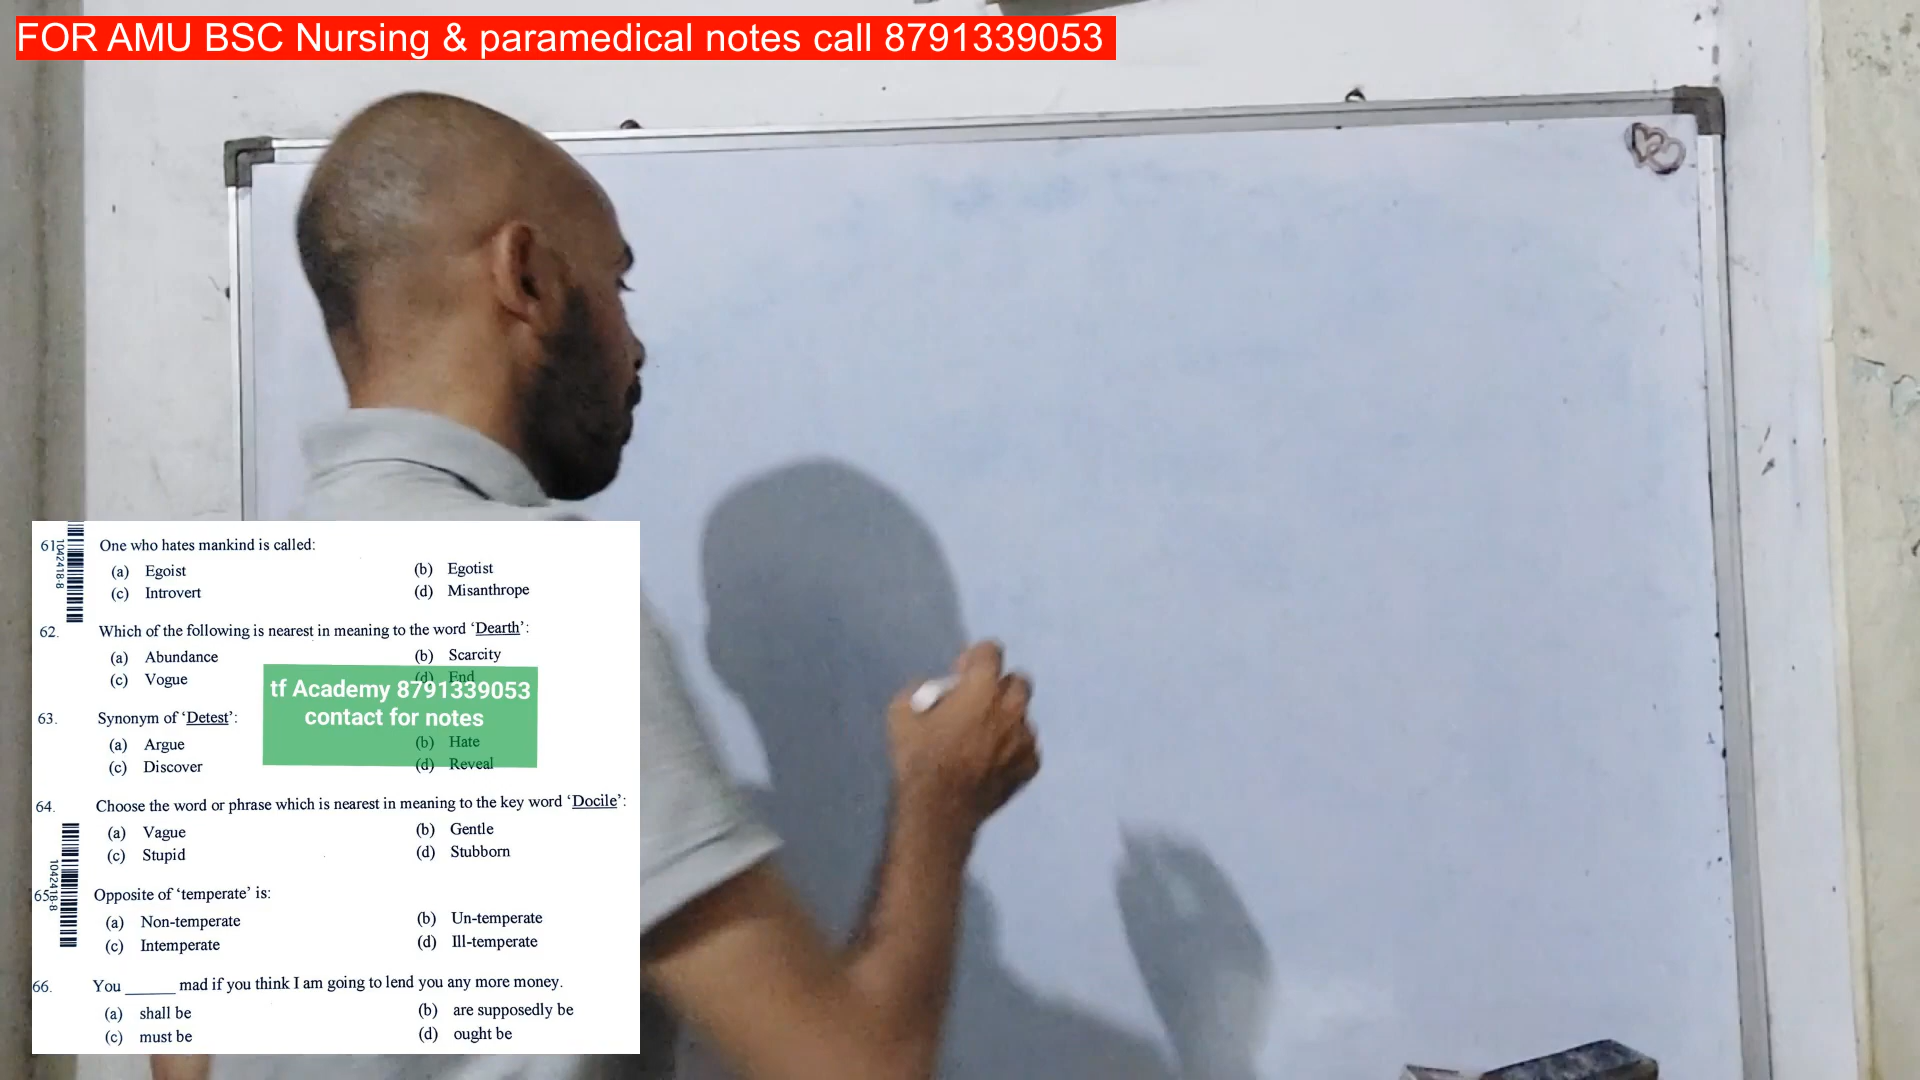 FOR AMU BSC Nursing & paramedical notes call 8791339053
61
1042418-8
One who hates mankind is called:
(a) Egoist (b) Egotist
(c) Introvert (d) Misanthrope
62. Which of the following is nearest in meaning to the word ‘Dearth’:
(a) Abundance (b) Scarcity
(c) Vogue (d) End
tf Academy 8791339053
contact for notes
63. Synonym of ‘Detest’:
(a) Argue (b) Hate
(c) Discover (d) Reveal
64. Choose the word or phrase which is nearest in meaning to the key word ‘Docile’:
(a) Vague (b) Gentle
(c) Stupid (d) Stubborn
1042418-8
65 Opposite of ‘temperate’ is:
(a) Non-temperate (b) Un-temperate
(c) Intemperate (d) Ill-temperate
66. You ______ mad if you think I am going to lend you any more money.
(a) shall be (b) are supposedly be
(c) must be (d) ought be